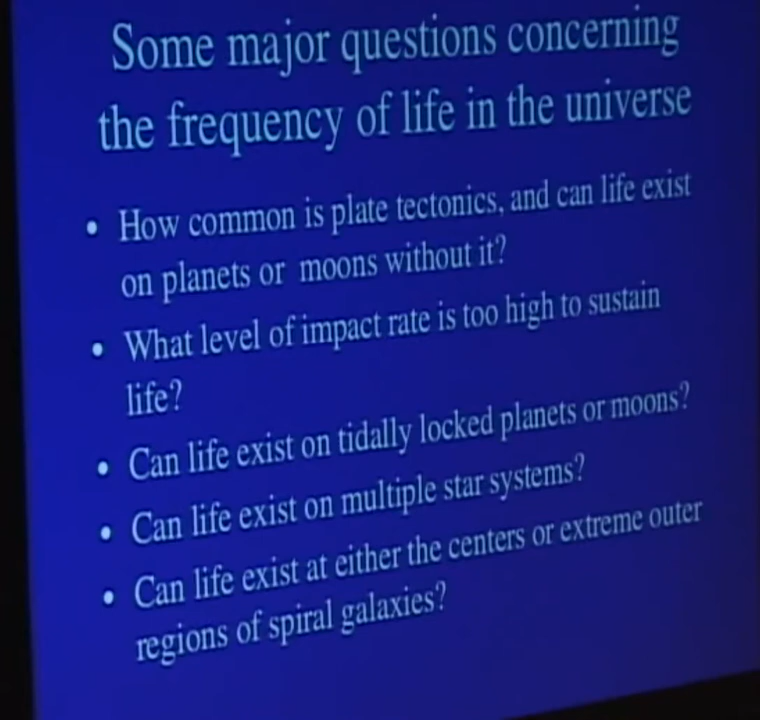 Some major questions concerning
the frequency of life in the universe
• How common is plate tectonics, and can life exist
on planets or moons without it?
• What level of impact rate is too high to sustain
life?
• Can life exist on tidally locked planets or moons?
• Can life exist on multiple star systems?
• Can life exist at either the centers or extreme outer
regions of spiral galaxies?